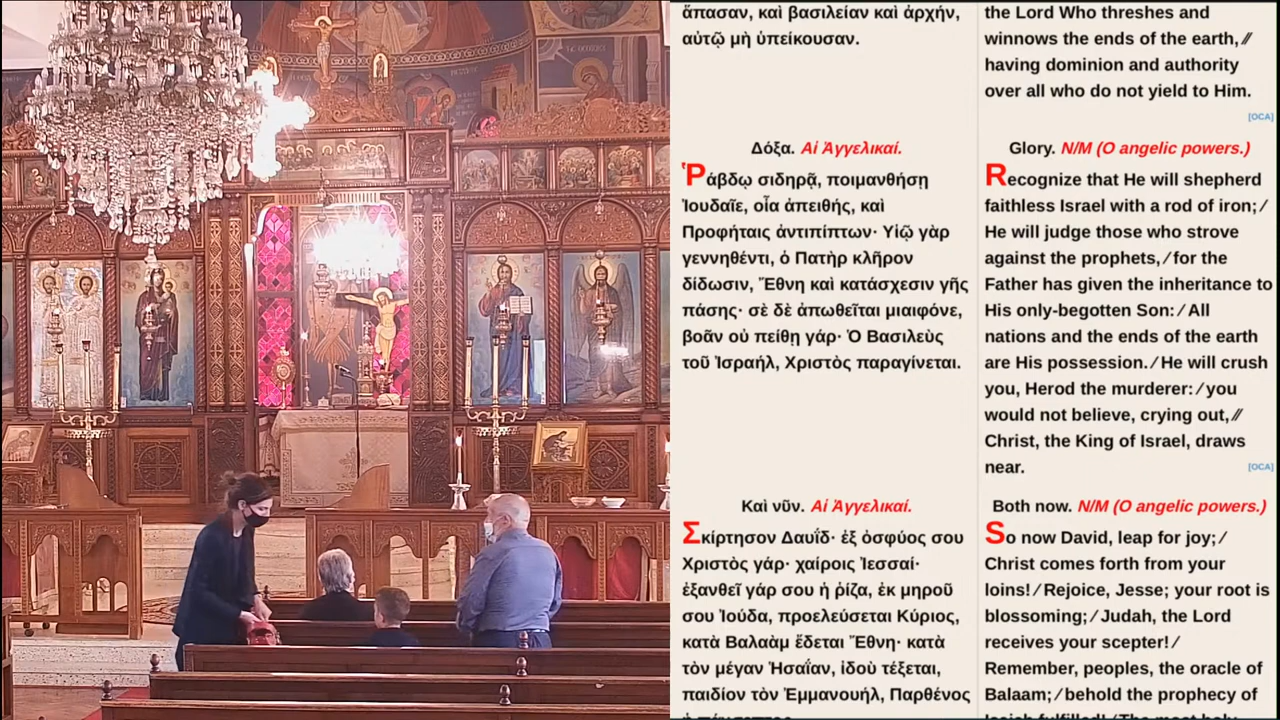 ἅπασαν, καὶ βασιλείαν καὶ ἀρχήν,
αὐτῷ μὴ ὑπείκουσαν.
Δόξα. Αἱ Ἀγγελικαί.
Ῥάβδῳ σιδηρᾷ, ποιμανθήσῃ
Ἰουδαῖε, οἷα ἀπειθής, καὶ
Προφήταις ἀντιπίπτων· Υἱῷ γὰρ
γεννηθέντι, ὁ Πατὴρ κλῆρον
δίδωσιν, Ἔθνη καὶ κατάσχεσιν γῆς
πάσης· σὲ δὲ ἀπωθεῖται μιαιφόνε,
βοᾶν οὐ πείθῃ γάρ· Ὁ Βασιλεὺς
τοῦ Ἰσραήλ, Χριστὸς παραγίνεται.
Καὶ νῦν. Αἱ Ἀγγελικαί.
Σκίρτησον Δαυΐδ· ἐξ ὀσφύος σου
Χριστὸς γάρ· χαίροις Ἰεσσαί·
ἐξανθεῖ γάρ σου ἡ ῥίζα, ἐκ μηροῦ
σου Ἰούδα, προελεύσεται Κύριος,
κατὰ Βαλαὰμ ἕδεται Ἔθνη· κατὰ
τὸν μέγαν Ἡσαΐαν, ἰδοὺ τέξεται,
παιδίον τὸν Ἐμμανουήλ, Παρθένος
the Lord Who threshes and
winnows the ends of the earth,//
having dominion and authority
over all who do not yield to Him.
[OCA]
Glory. N/M (O angelic powers.)
Recognize that He will shepherd
faithless Israel with a rod of iron;/
He will judge those who strove
against the prophets,/for the
Father has given the inheritance to
His only-begotten Son:/All
nations and the ends of the earth
are His possession./He will crush
you, Herod the murderer:/you
would not believe, crying out,//
Christ, the King of Israel, draws
near.
[OCA]
Both now. N/M (O angelic powers.)
So now David, leap for joy;/
Christ comes forth from your
loins!/Rejoice, Jesse; your root is
blossoming;/Judah, the Lord
receives your scepter!/
Remember, peoples, the oracle of
Balaam;/behold the prophecy of